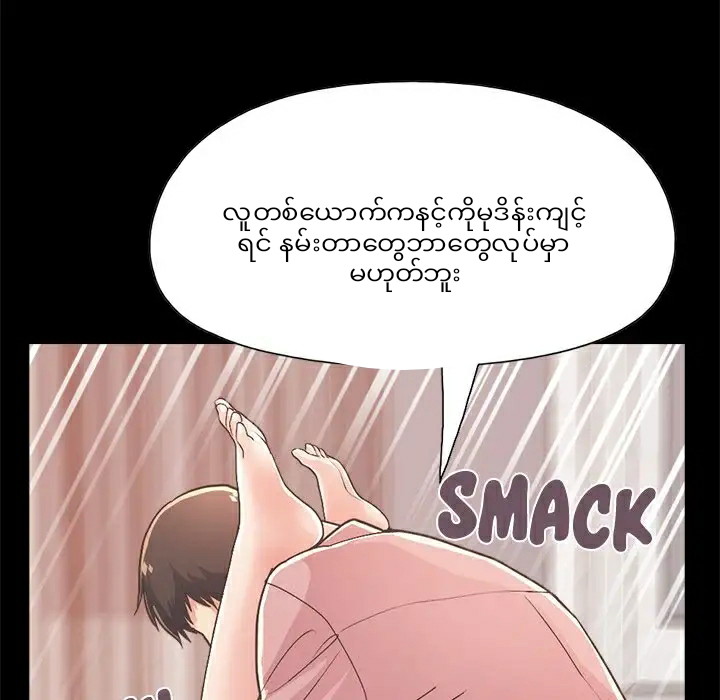 လူတစ်ယောက်ကနင့်ကိုမုဒိန်းကျင့်
ရင် နမ်းတာတွေဘာတွေလုပ်မှာ
မဟုတ်ဘူး
SMACK